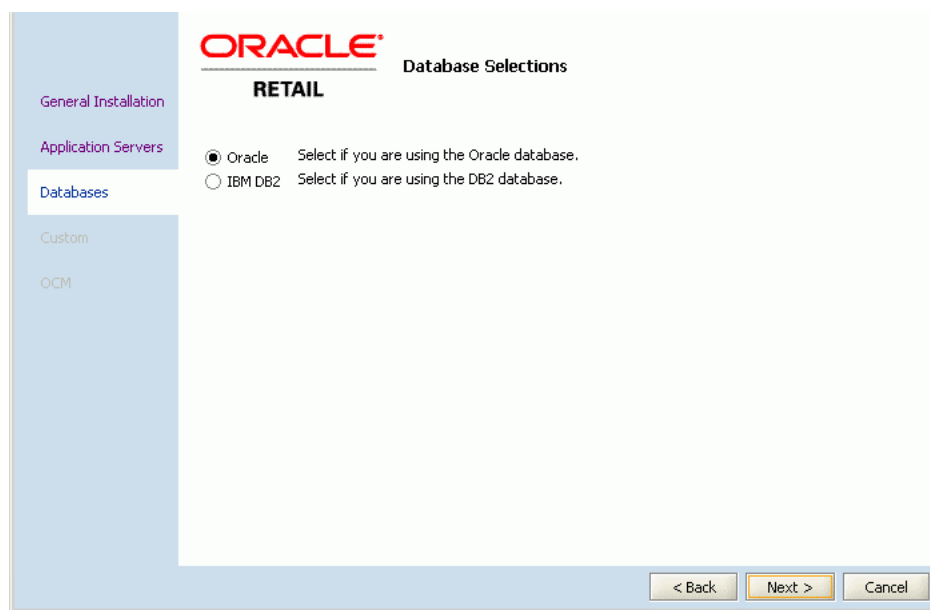 ORACLE
RETAIL
Database Selections
General Installation
Application Servers
Databases
Custom
OCM
Oracle Select if you are using the Oracle database.
IBM DB2 Select if you are using the DB2 database.
< Back Next > Cancel